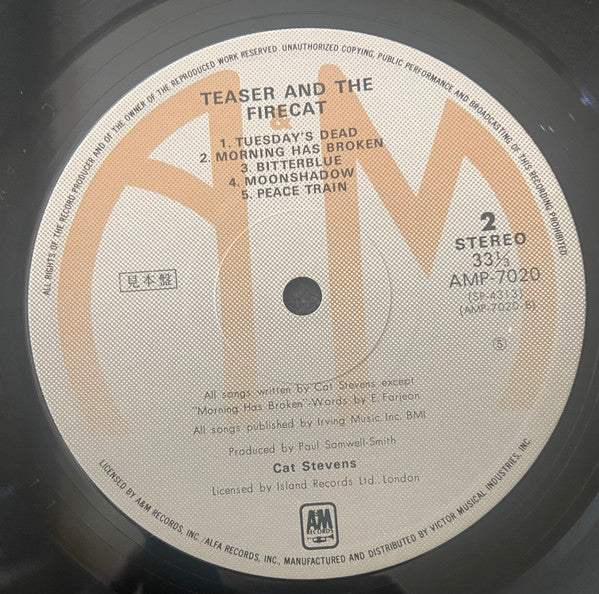 ALL RIGHTS OF THE RECORD PRODUCER AND OF THE OWNER OF THE REPRODUCED WORK RESERVED. UNAUTHORIZED COPYING, PUBLIC PERFORMANCE AND BROADCASTING OF THIS RECORDING PROHIBITED
TEASER AND THE
FIRECAT
1. TUESDAY'S DEAD
2. MORNING HAS BROKEN
3. BITTERBLUE
4. MOONSHADOW
5. PEACE TRAIN
2
STEREO
33⅓
AMP-7020
(SP-4313)
(AMP-7020-B)
見本盤
Ⓢ
All songs written by Cat Stevens except
"Morning Has Broken"-Words by E. Farjeon
All songs published by Irving Music, Inc. BMI
Produced by Paul Samwell-Smith
Cat Stevens
Licensed by Island Records Ltd., London
A&M
RECORDS
LICENSED BY A&M RECORDS, INC./ALFA RECORDS, INC., MANUFACTURED AND DISTRIBUTED BY VICTOR MUSICAL INDUSTRIES, INC.